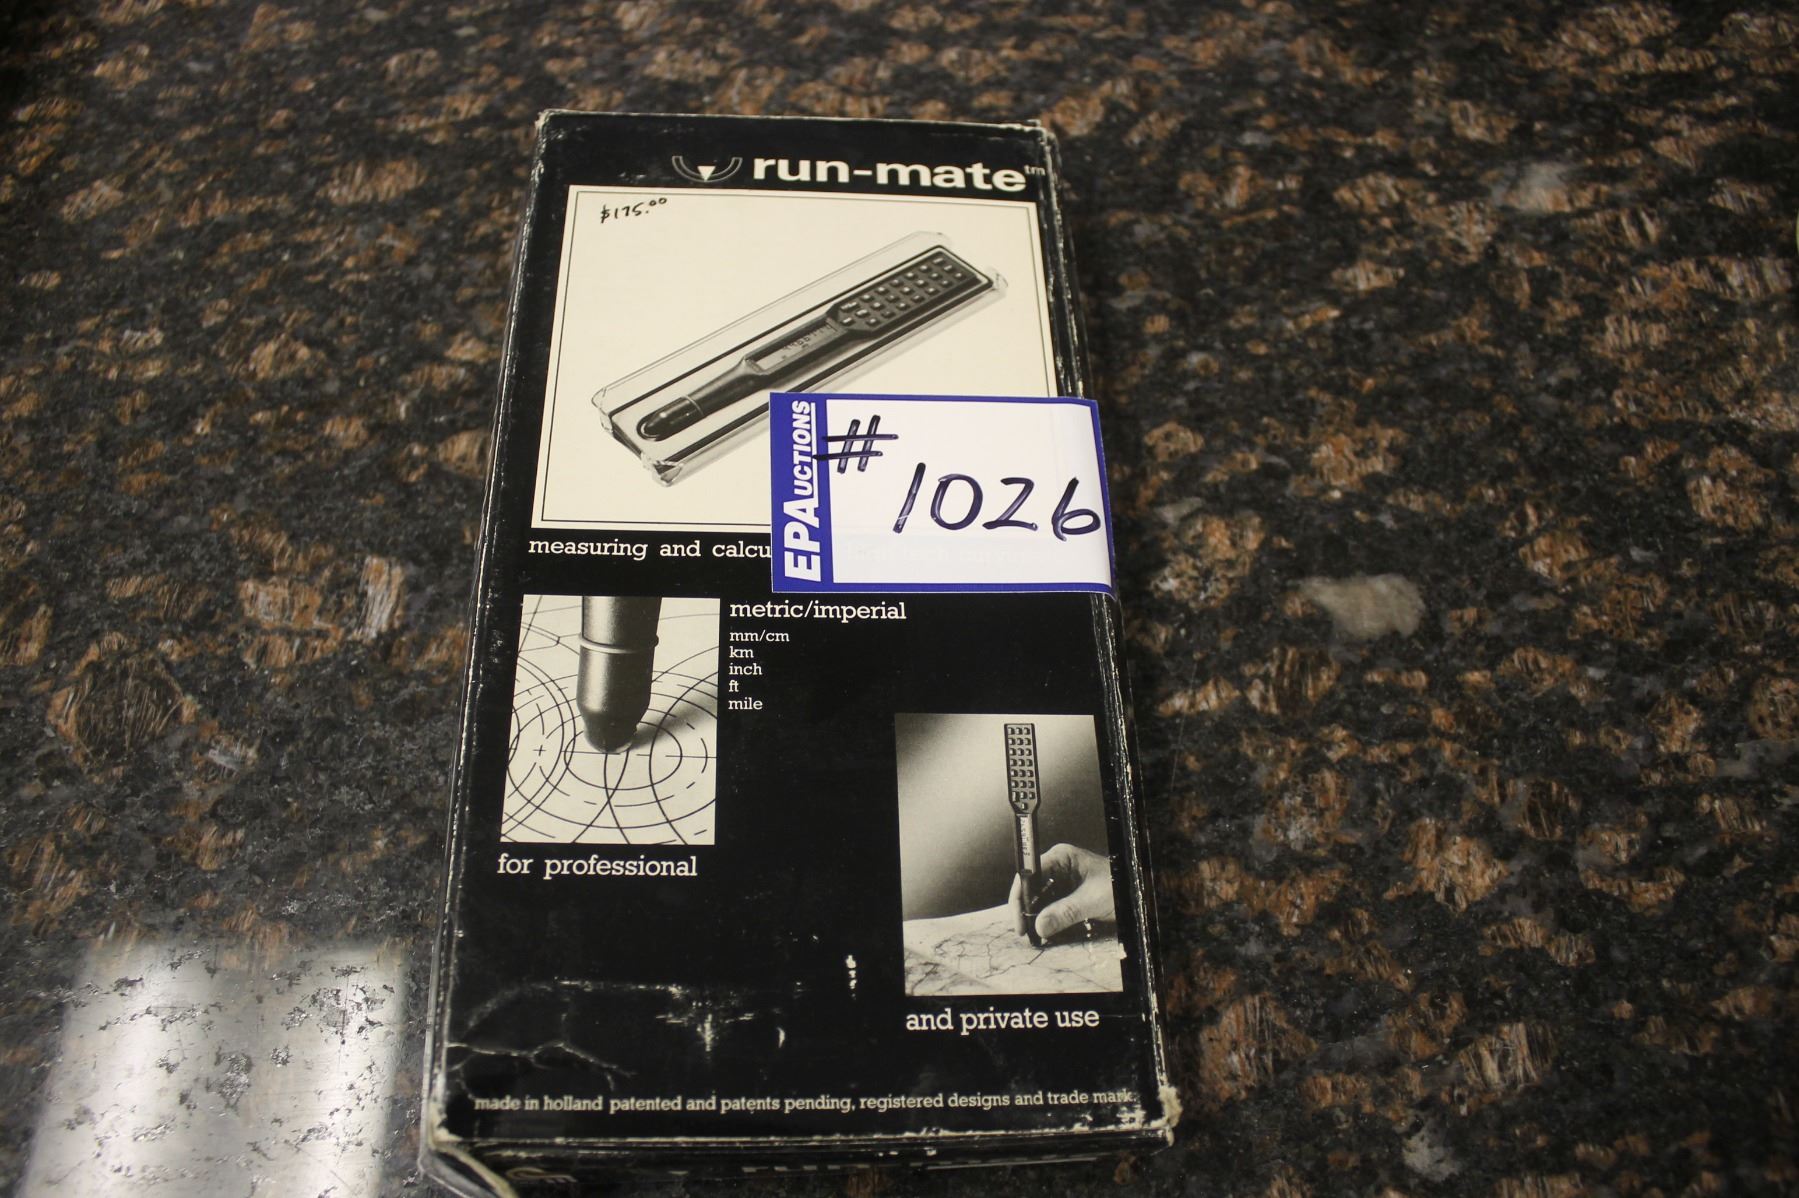 run-mate™
$175.00
EPAUCTIONS
# 1026
measuring and calcu
metric/imperial
mm/cm
km
inch
ft
mile
for professional
and private use
made in holland patented and patents pending, registered designs and trade mark.